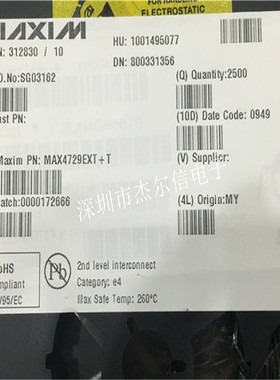 ELECTROSTATIC
MAXIM
N: 312830 / 10
HU: 1001495077
DN: 800331356
D.No:SG03162
(Q) Quantity:2500
ust PN:
(10D) Date Code: 0949
Maxim PN: MAX4729EXT+T
(V) Supplier:
深圳市杰尔信电子
atch:0000172666
(4L) Origin:MY
oHS
mpliant
/95/EC
Pb
2nd level interconnect
Category: e4
Max Safe Temp: 260°C